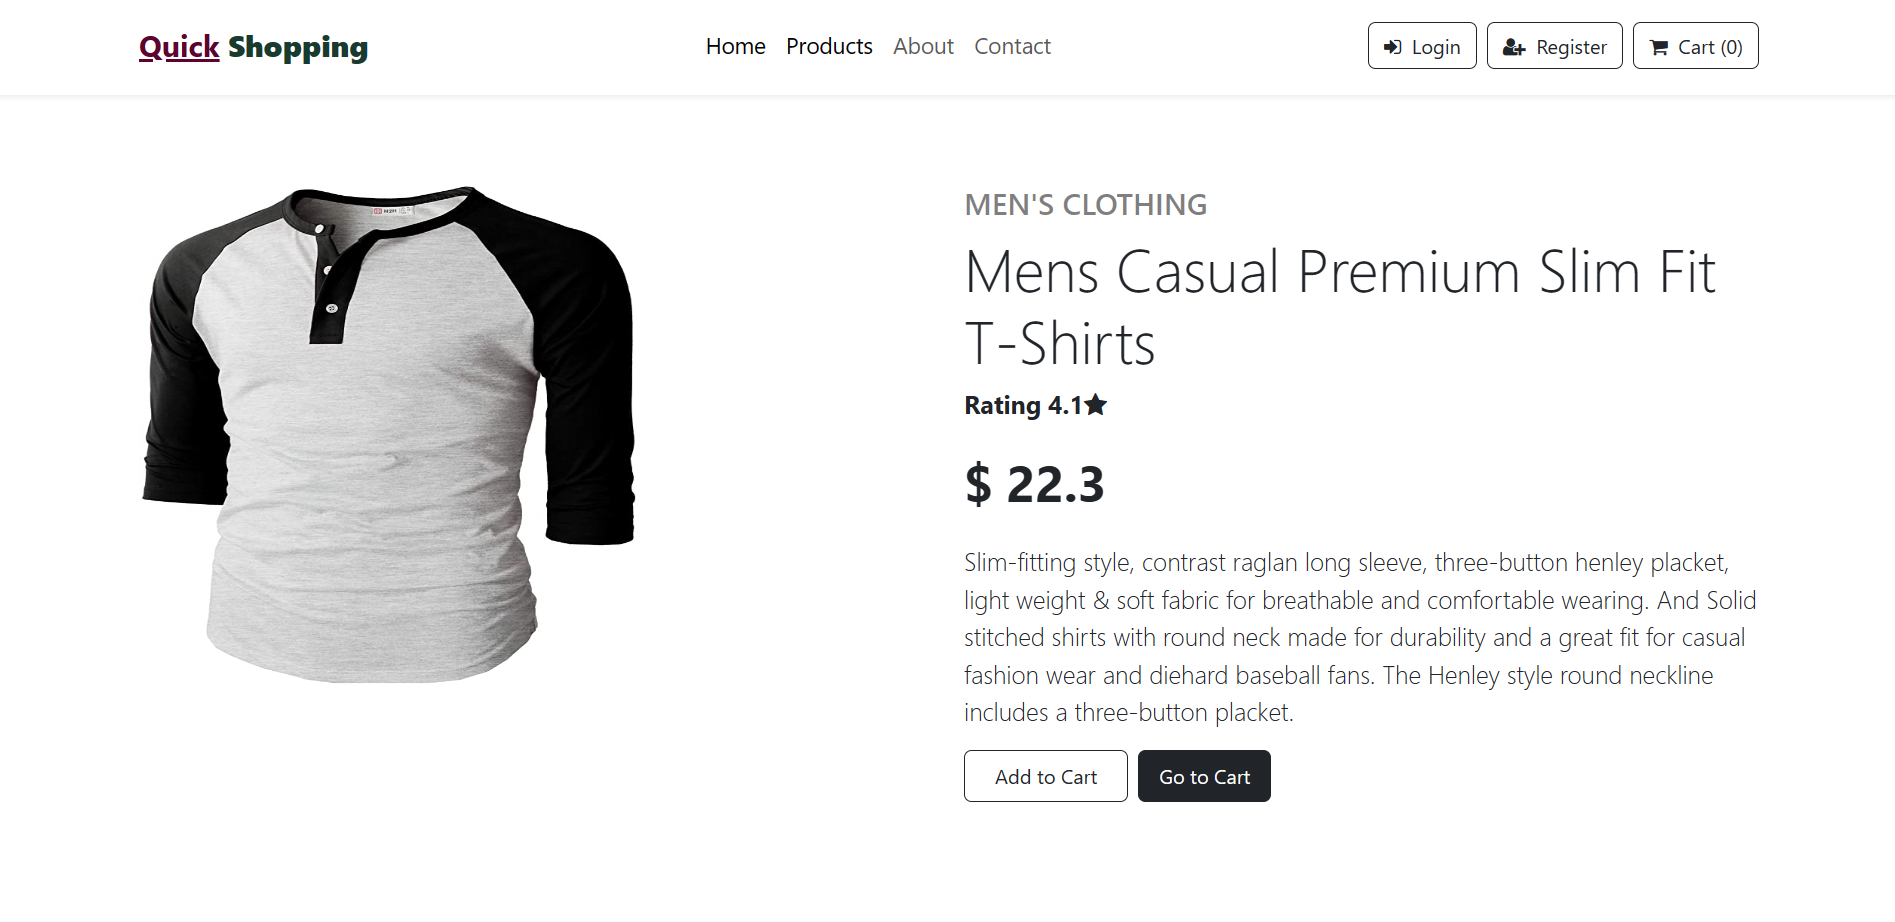 Quick Shopping
Home Products About Contact
Login Register Cart (0)
MEN'S CLOTHING
Mens Casual Premium Slim Fit
T-Shirts
Rating 4.1
$ 22.3
Slim-fitting style, contrast raglan long sleeve, three-button henley placket,
light weight & soft fabric for breathable and comfortable wearing. And Solid
stitched shirts with round neck made for durability and a great fit for casual
fashion wear and diehard baseball fans. The Henley style round neckline
includes a three-button placket.
Add to Cart Go to Cart